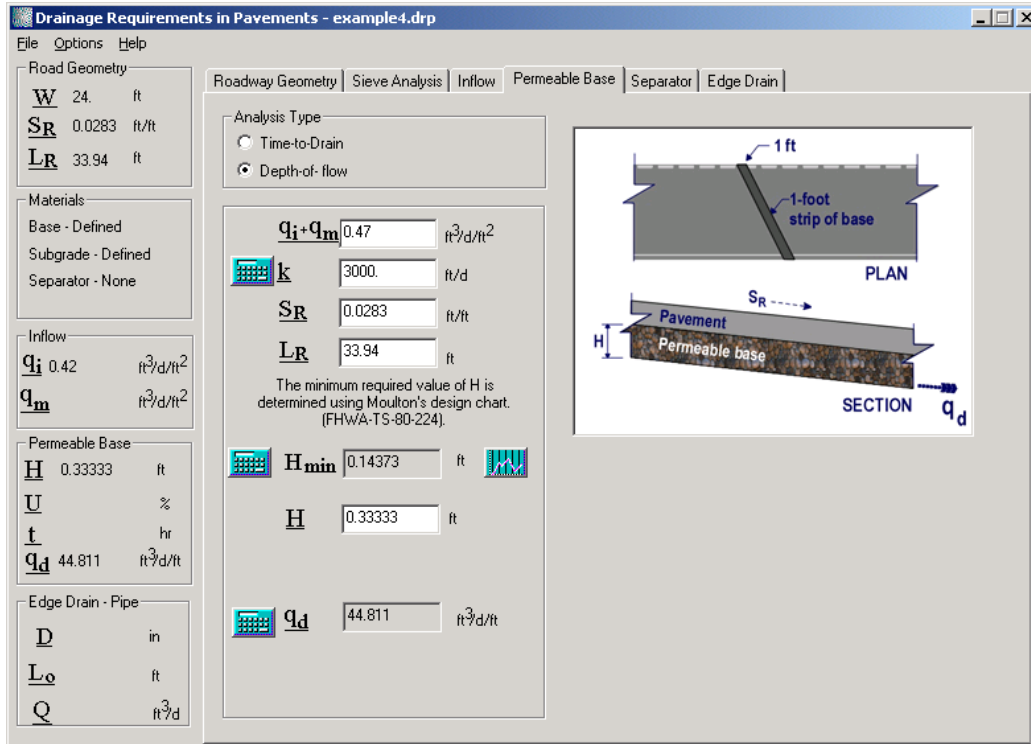 Drainage Requirements in Pavements - example4.drp
File Options Help
Road Geometry
W 24. ft
SR 0.0283 ft/ft
LR 33.94 ft
Materials
Base - Defined
Subgrade - Defined
Separator - None
Inflow
qi 0.42 ft3/d/ft2
qm ft3/d/ft2
Permeable Base
H 0.33333 ft
U %
t hr
qd 44.811 ft3/d/ft
Edge Drain - Pipe
D in
Lo ft
Q ft3/d
Roadway Geometry Sieve Analysis Inflow Permeable Base Separator Edge Drain
Analysis Type
Time-to-Drain
Depth-of- flow
qi+qm 0.47 ft3/d/ft2
k 3000. ft/d
SR 0.0283 ft/ft
LR 33.94 ft
The minimum required value of H is
determined using Moulton's design chart.
(FHWA-TS-80-224).
Hmin 0.14373 ft
H 0.33333 ft
qd 44.811 ft3/d/ft
1 ft
1-foot
strip of base
PLAN
SR
Pavement
H
Permeable base
SECTION
qd